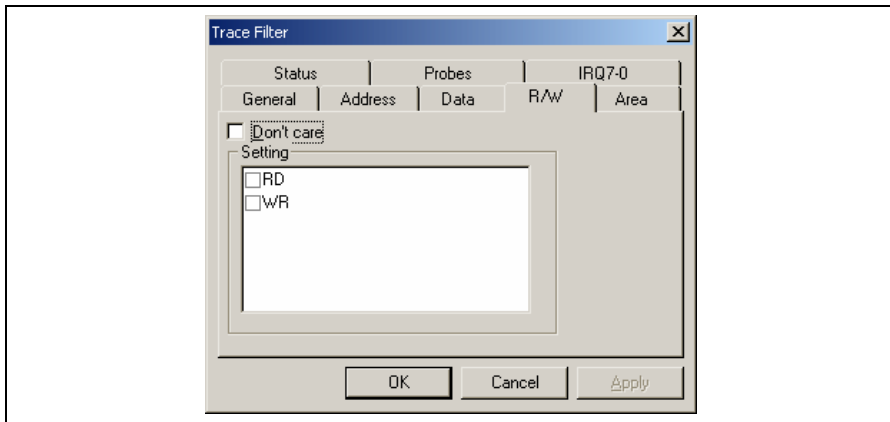 Trace Filter
Status Probes IRQ7-0
General Address Data R/W Area
Don't care
Setting
RD
WR
OK Cancel Apply